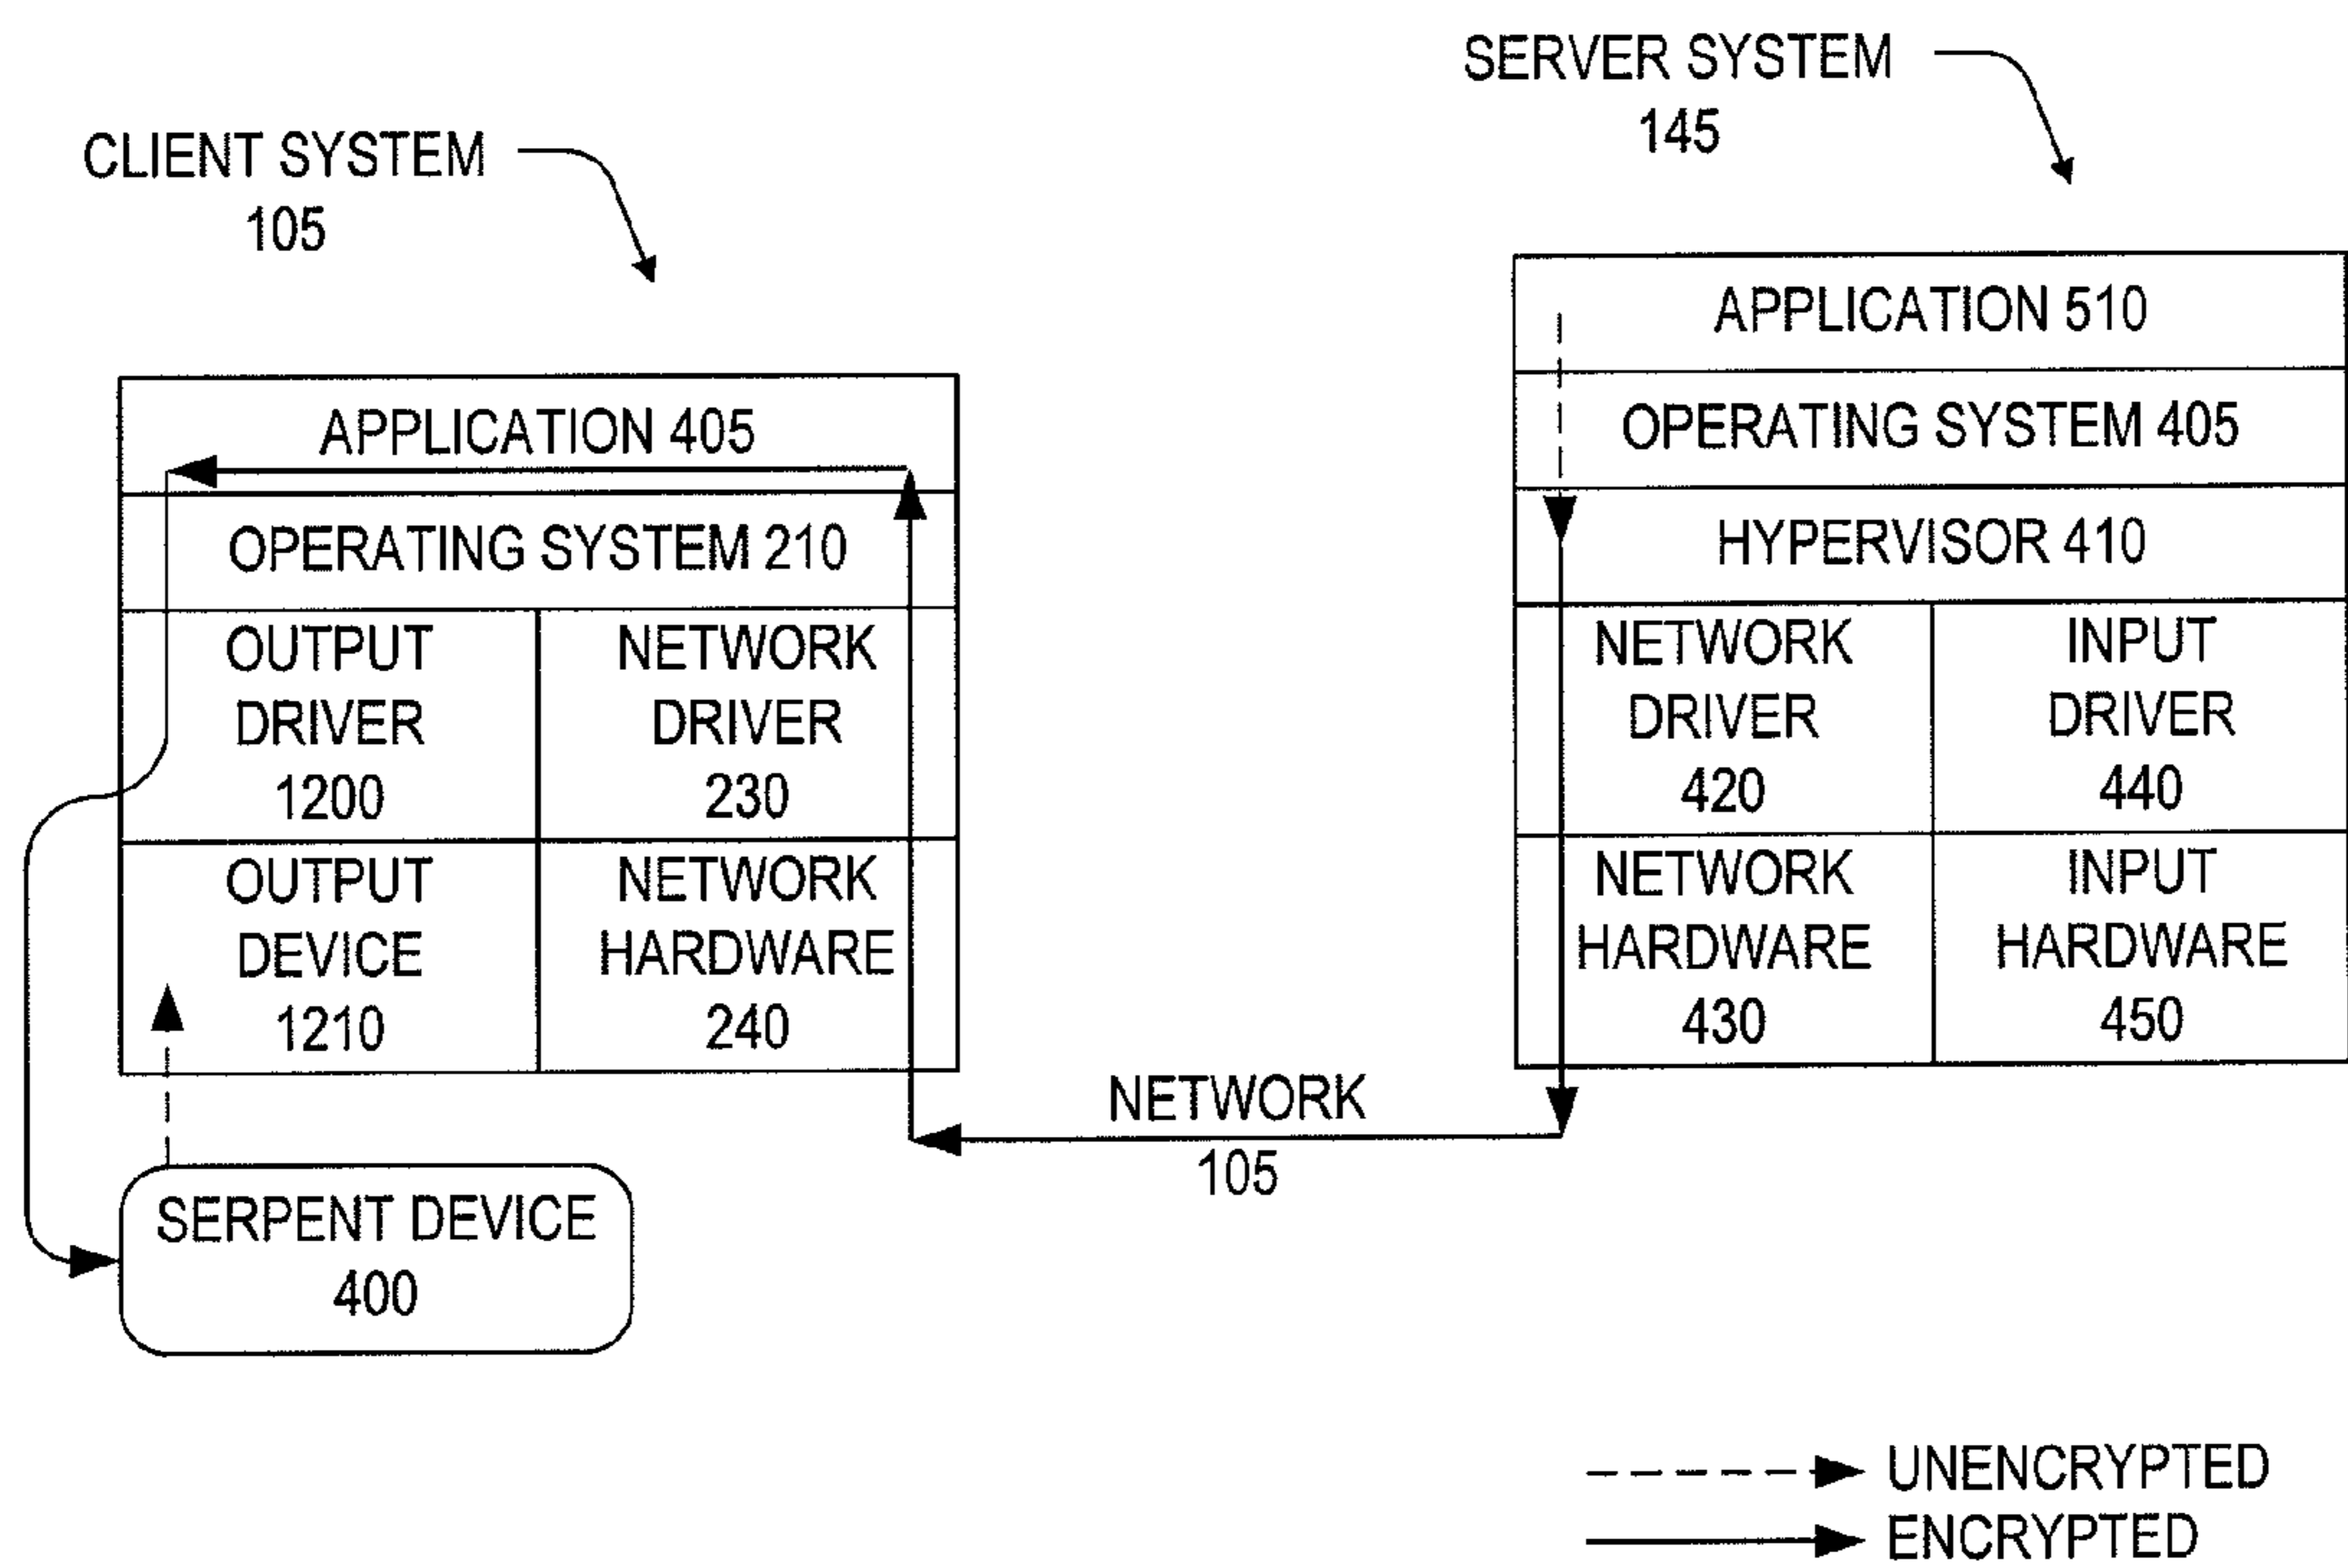 SERVER SYSTEM
145
CLIENT SYSTEM
105
APPLICATION 405
OPERATING SYSTEM 210
OUTPUT
DRIVER
1200
NETWORK
DRIVER
230
OUTPUT
DEVICE
1210
NETWORK
HARDWARE
240
SERPENT DEVICE
400
NETWORK
105
APPLICATION 510
OPERATING SYSTEM 405
HYPERVISOR 410
NETWORK
DRIVER
420
INPUT
DRIVER
440
NETWORK
HARDWARE
430
INPUT
HARDWARE
450
UNENCRYPTED
ENCRYPTED